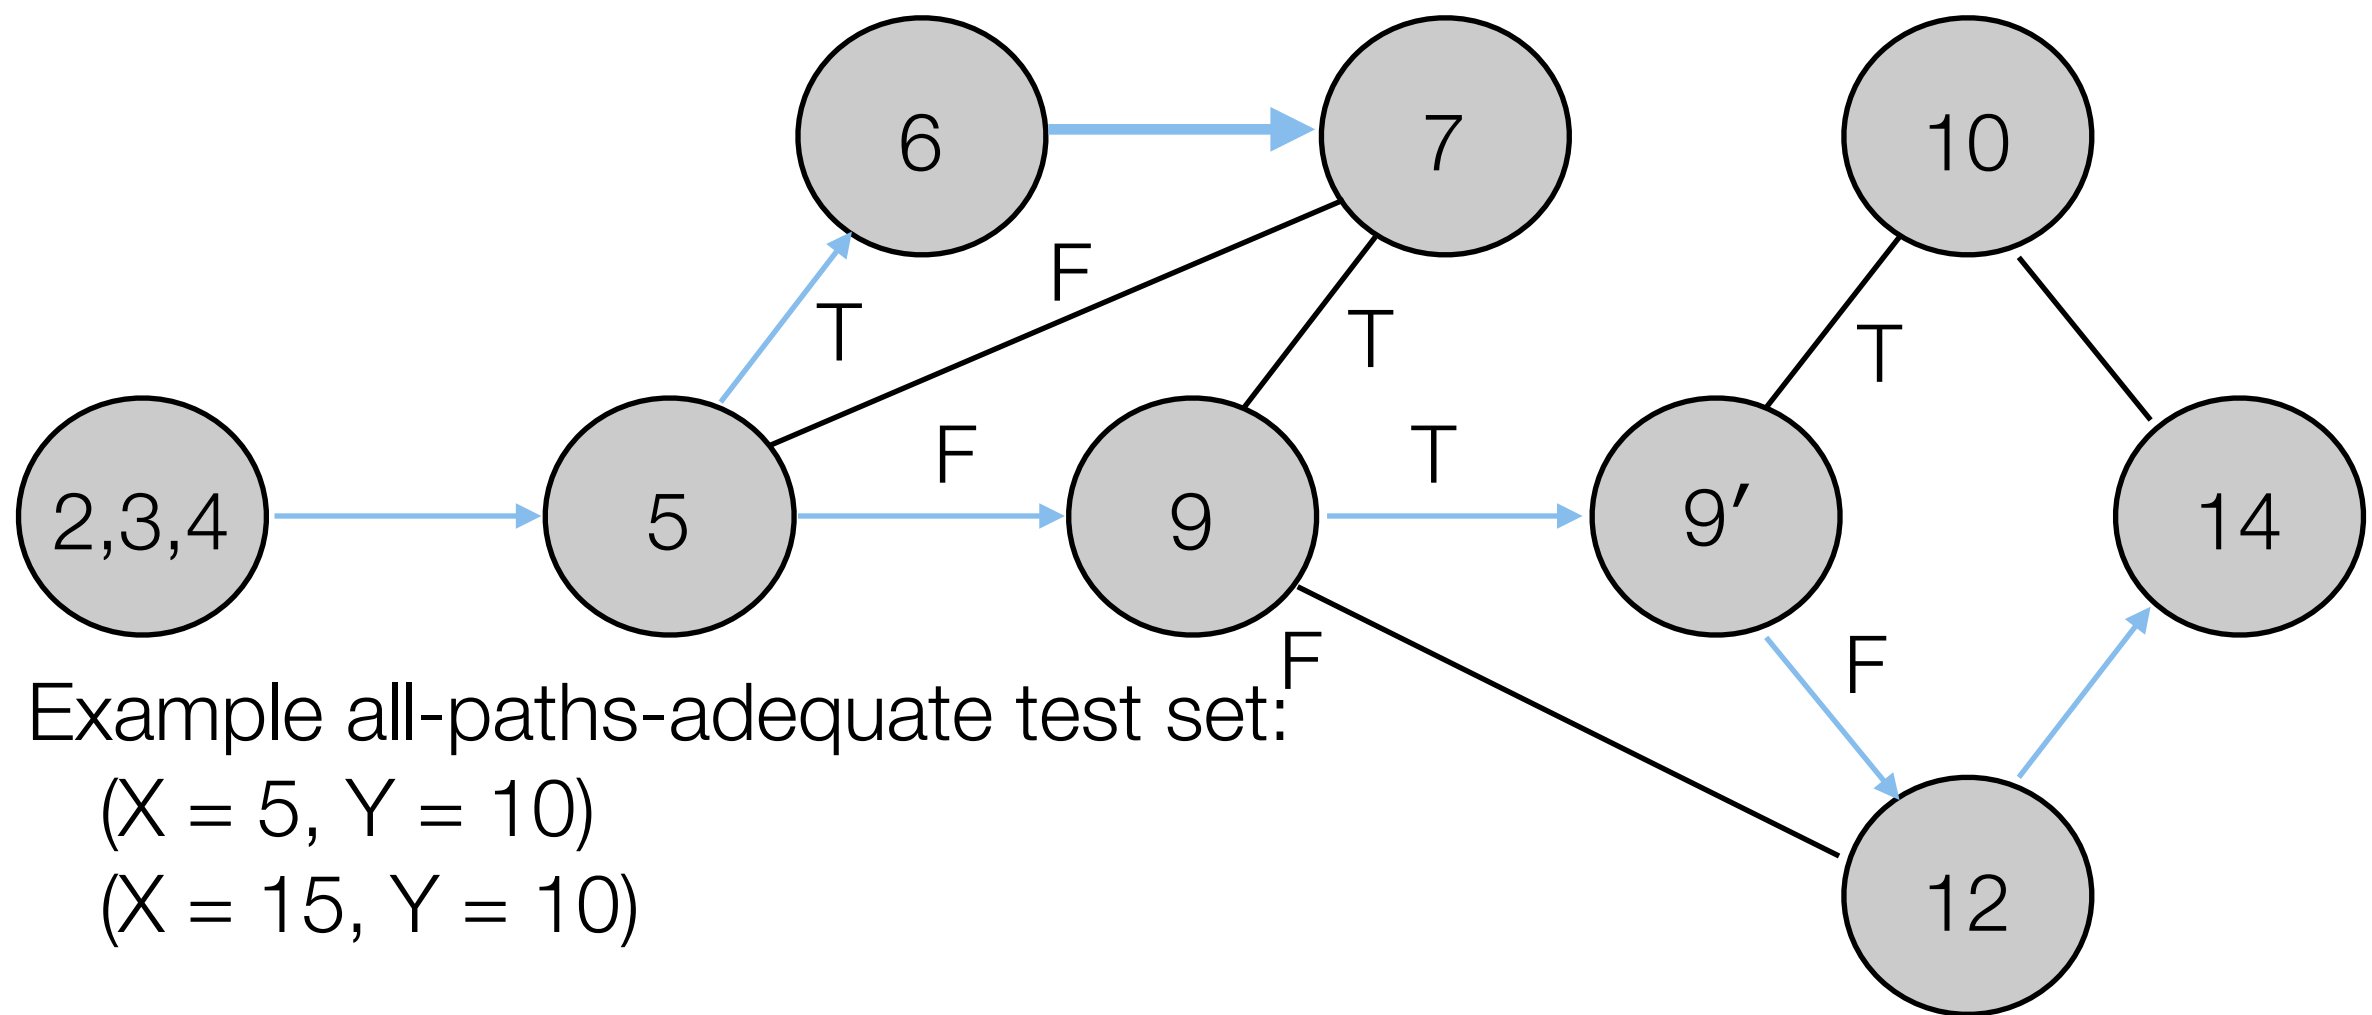 6
7
10
F
T
T
T
F
T
2,3,4
5
9
9′
14
F
F
Example all-paths-adequate test set:
(X = 5, Y = 10)
(X = 15, Y = 10)
12